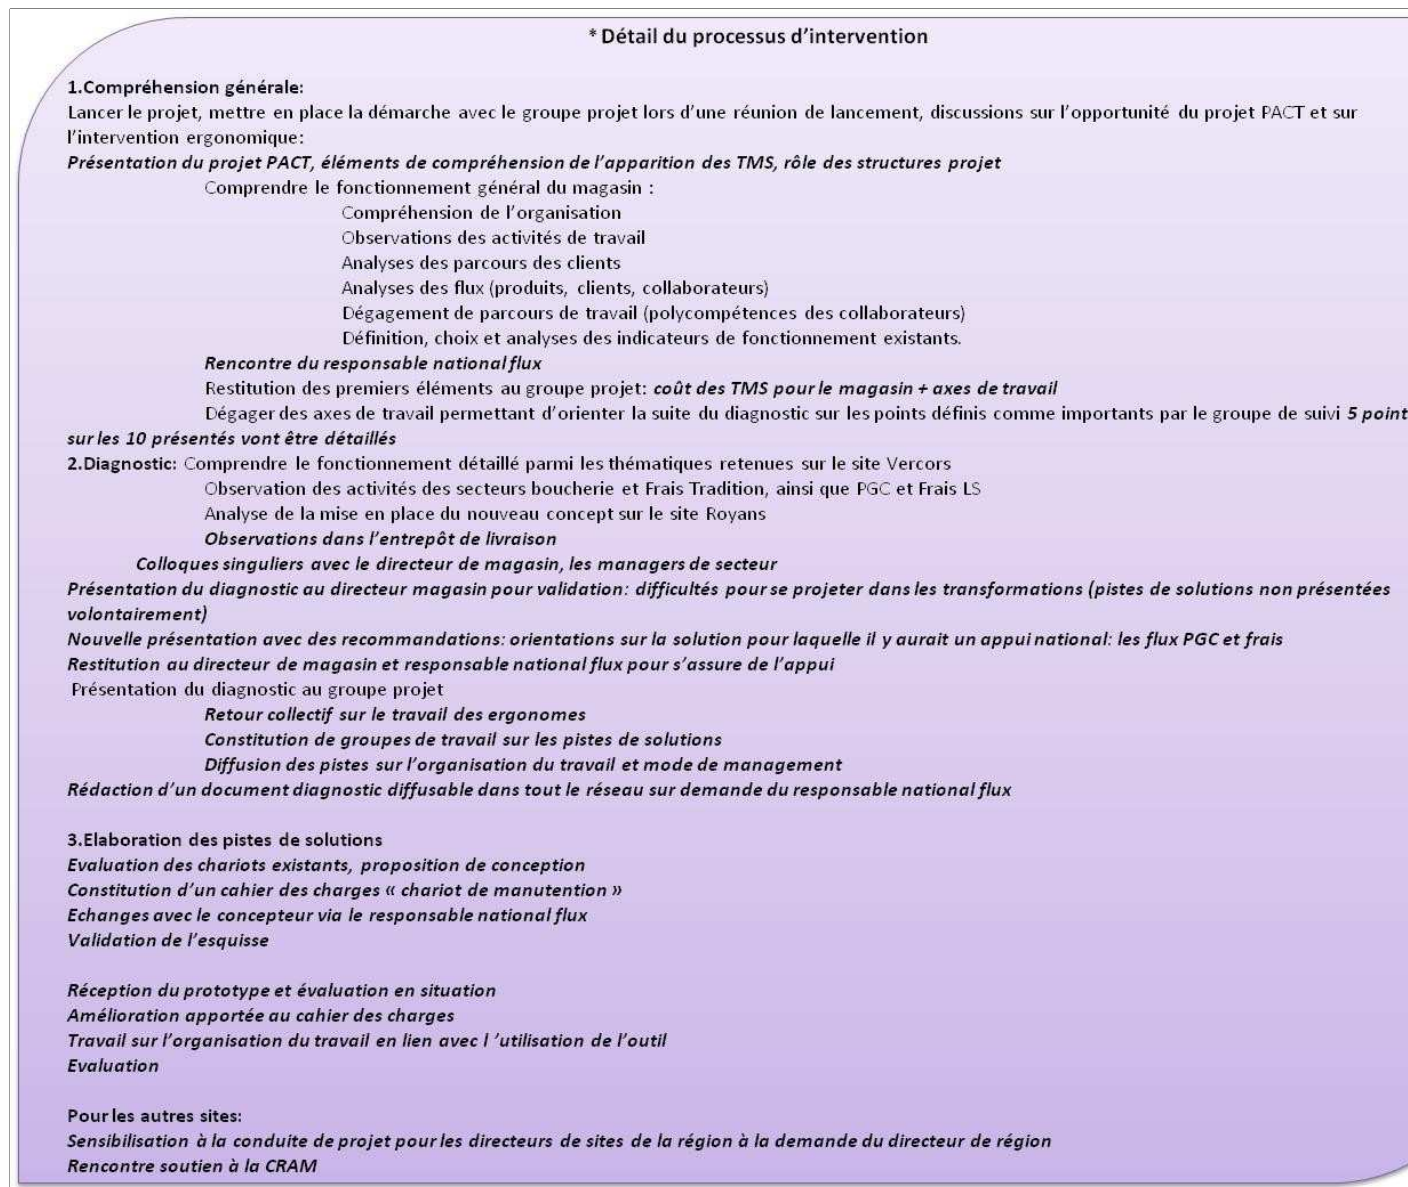 * Détail du processus d’intervention
1.Compréhension générale:
Lancer le projet, mettre en place la démarche avec le groupe projet lors d’une réunion de lancement, discussions sur l’opportunité du projet PACT et sur
l’intervention ergonomique:
Présentation du projet PACT, éléments de compréhension de l’apparition des TMS, rôle des structures projet
Comprendre le fonctionnement général du magasin :
Compréhension de l’organisation
Observations des activités de travail
Analyses des parcours des clients
Analyses des flux (produits, clients, collaborateurs)
Dégagement de parcours de travail (polycompétences des collaborateurs)
Définition, choix et analyses des indicateurs de fonctionnement existants.
Rencontre du responsable national flux
Restitution des premiers éléments au groupe projet: coût des TMS pour le magasin + axes de travail
Dégager des axes de travail permettant d’orienter la suite du diagnostic sur les points définis comme importants par le groupe de suivi 5 point
sur les 10 présentés vont être détaillés
2.Diagnostic: Comprendre le fonctionnement détaillé parmi les thématiques retenues sur le site Vercors
Observation des activités des secteurs boucherie et Frais Tradition, ainsi que PGC et Frais LS
Analyse de la mise en place du nouveau concept sur le site Royans
Observations dans l’entrepôt de livraison
Colloques singuliers avec le directeur de magasin, les managers de secteur
Présentation du diagnostic au directeur magasin pour validation: difficultés pour se projeter dans les transformations (pistes de solutions non présentées
volontairement)
Nouvelle présentation avec des recommandations: orientations sur la solution pour laquelle il y aurait un appui national: les flux PGC et frais
Restitution au directeur de magasin et responsable national flux pour s’assure de l’appui
Présentation du diagnostic au groupe projet
Retour collectif sur le travail des ergonomes
Constitution de groupes de travail sur les pistes de solutions
Diffusion des pistes sur l’organisation du travail et mode de management
Rédaction d’un document diagnostic diffusable dans tout le réseau sur demande du responsable national flux
3.Elaboration des pistes de solutions
Evaluation des chariots existants, proposition de conception
Constitution d’un cahier des charges « chariot de manutention »
Echanges avec le concepteur via le responsable national flux
Validation de l’esquisse
Réception du prototype et évaluation en situation
Amélioration apportée au cahier des charges
Travail sur l’organisation du travail en lien avec l ’utilisation de l’outil
Evaluation
Pour les autres sites:
Sensibilisation à la conduite de projet pour les directeurs de sites de la région à la demande du directeur de région
Rencontre soutien à la CRAM